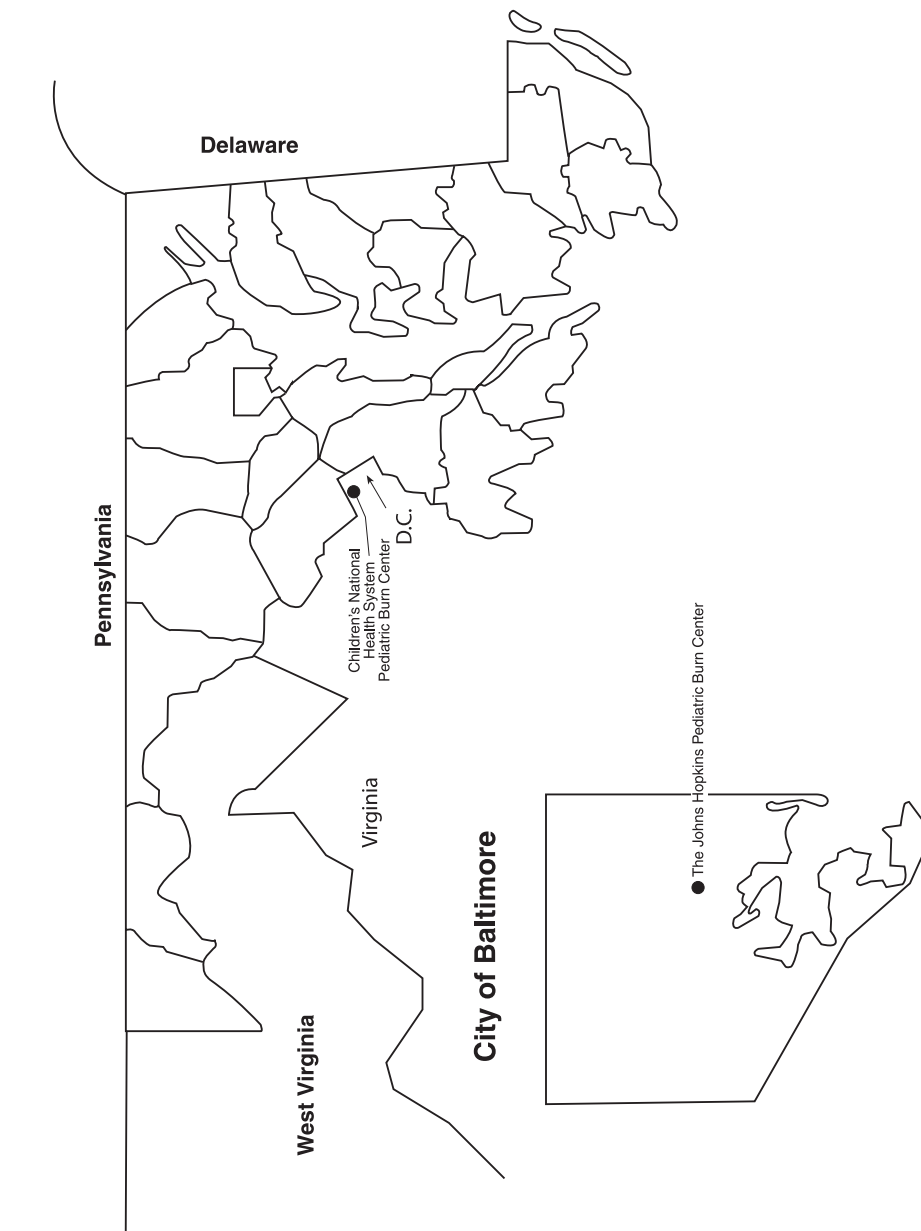 Pennsylvania
Delaware
West Virginia
Virginia
Children's National
Health System
Pediatric Burn Center
D.C.
City of Baltimore
The Johns Hopkins Pediatric Burn Center